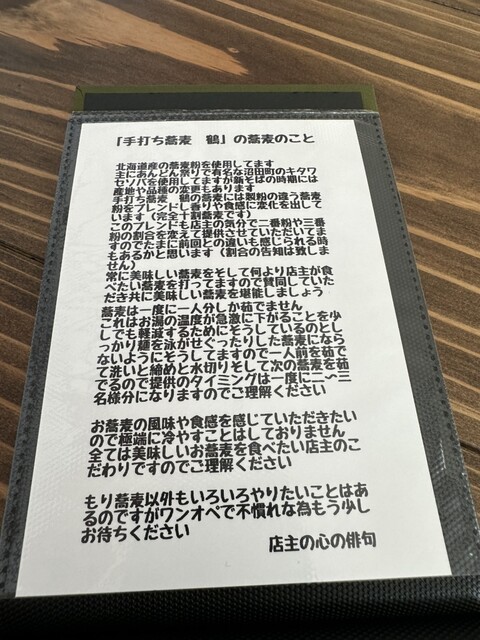 「手打ち蕎麦　鶴」の蕎麦のこと
北海道産の蕎麦粉を使用してます
主にあんどん祭りで有名な沼田町のキタワ
セソバを使用してますが新そばの時期には
産地や品種の変更もあります
手打ち蕎麦　鶴の蕎麦には製粉の違う蕎麦
粉をブレンドし香りや食感に変化を出して
います（完全十割蕎麦です）
このブレンドも店主の気分で二番粉や三番
粉の割合を変えて提供させていただいてま
すのでたまに前回との違いも感じられる時
もあるかと思います（割合の告知は致しま
せん）
常に美味しい蕎麦をそして何より店主が食
べたい蕎麦を打ってますので賛同していた
だき共に美味しい蕎麦を堪能しましょう
蕎麦は一度に一人分しか茹でません
これはお湯の温度が急激に下がることを少
しでも軽減するためにそうしているのとし
っかり麺を泳がせぐったりした蕎麦になら
ないようにそうしてますので一人前を茹で
て洗いと締めと水切りそして次の蕎麦を茹
でるので提供のタイミングは一度に二〜三
名様分になりますのでご理解ください
お蕎麦の風味や食感を感じていただきたい
ので極端に冷やすことはしておりません
全ては美味しいお蕎麦を食べたい店主のこ
だわりですのでご理解ください
もり蕎麦以外もいろいろやりたいことはあ
るのですがワンオペで不慣れな為もう少し
お待ちください
店主の心の俳句